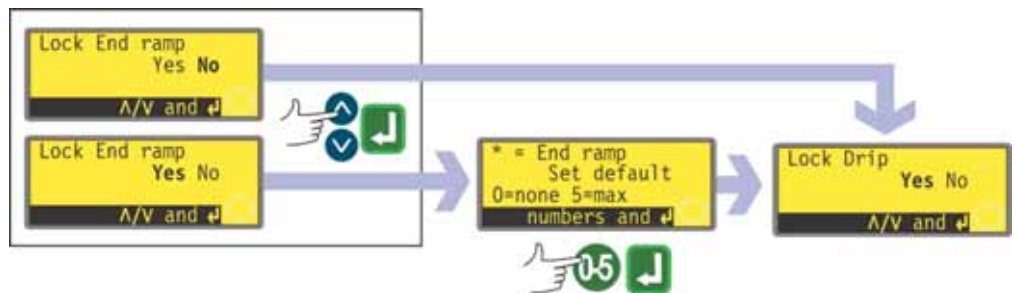 Lock End ramp
Yes No
∧/∨ and ↲
Lock End ramp
Yes No
∧/∨ and ↲
* = End ramp
Set default
0=none 5=max
numbers and ↲
0-5
Lock Drip
Yes No
∧/∨ and ↲